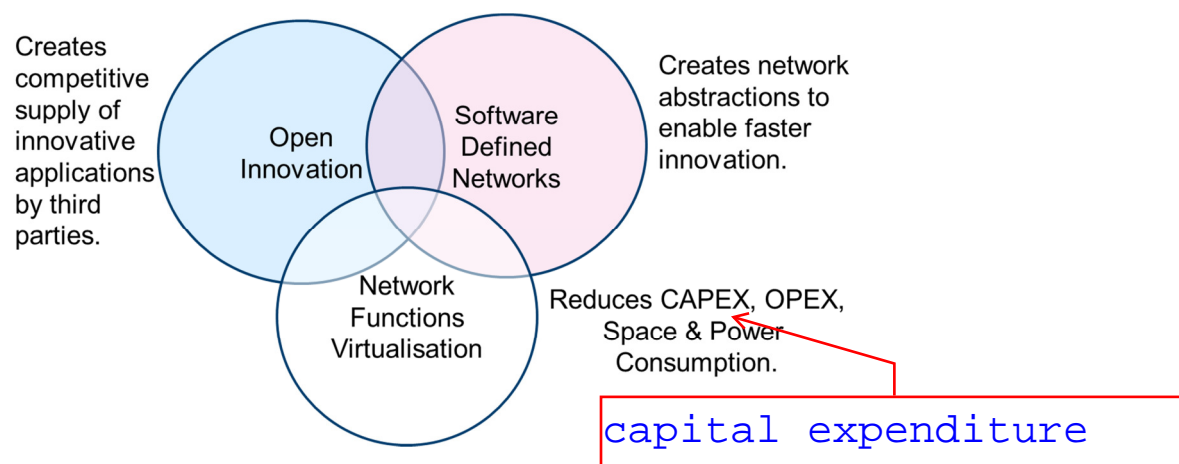 Creates
competitive
supply of
innovative
applications
by third
parties.
Open
Innovation
Software
Defined
Networks
Creates network
abstractions to
enable faster
innovation.
Network
Functions
Virtualisation
Reduces CAPEX, OPEX,
Space & Power
Consumption.
capital expenditure